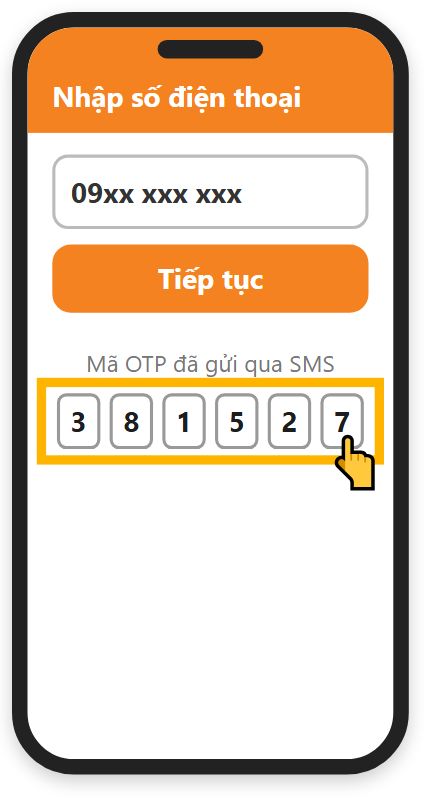 Nhập số điện thoại
09xx xxx xxx
Tiếp tục
Mã OTP đã gửi qua SMS
3 8 1 5 2 7